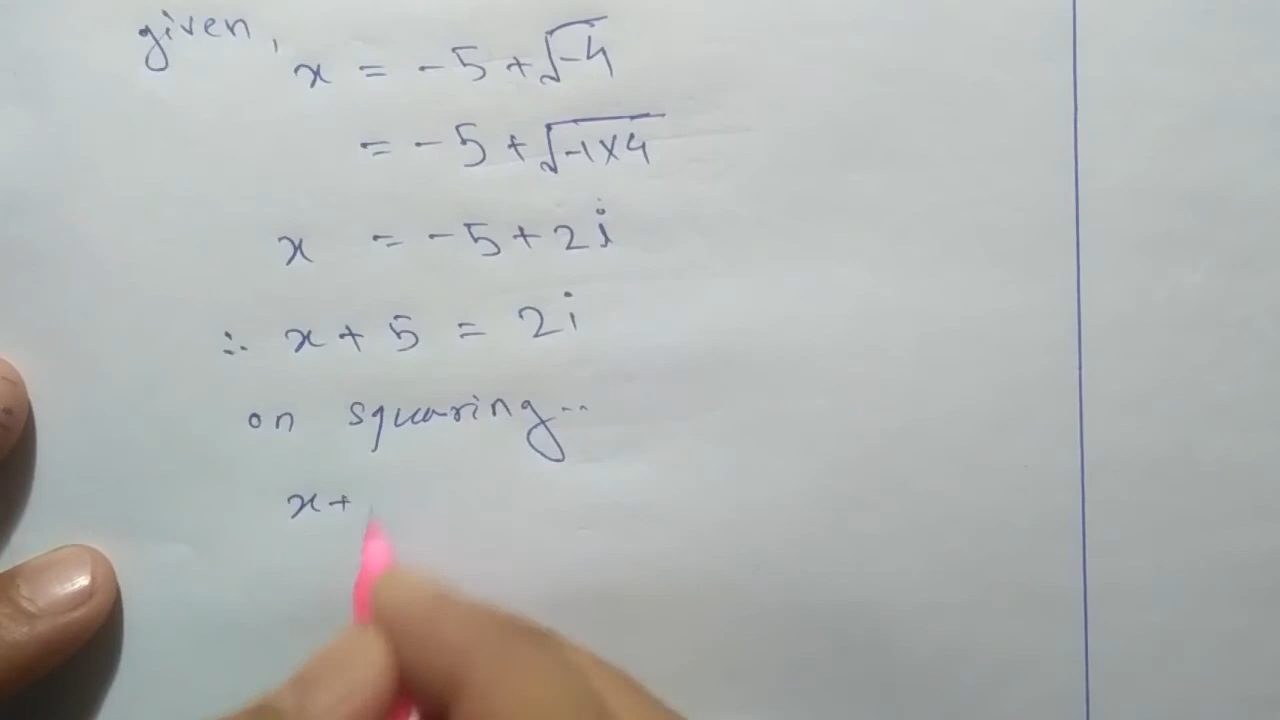 given,
x = -5 + √-4
= -5 + √-1×4
x = -5 + 2i
∴ x + 5 = 2i
on squaring..
x +